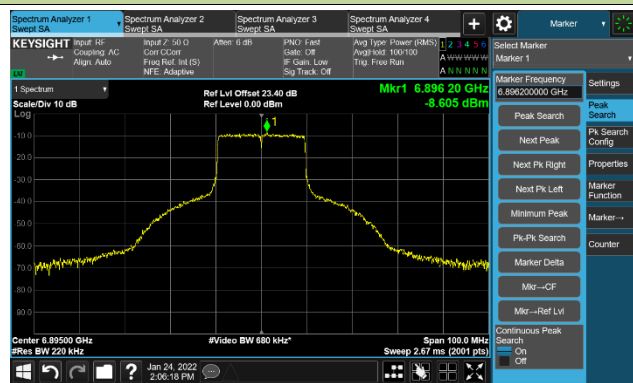 Spectrum Analyzer 1
Swept SA
Spectrum Analyzer 2
Swept SA
Spectrum Analyzer 3
Swept SA
Spectrum Analyzer 4
Swept SA
Marker
KEYSIGHT
Input: RF
Coupling: AC
Align: Auto
Input Z: 50 Ω
Corr CCorr
Freq Ref: Int (S)
NFE: Adaptive
Atten: 6 dB
PNO: Fast
Gate: Off
IF Gain: Low
Sig Track: Off
Avg Type: Power (RMS)
Avg|Hold: 100/100
Trig: Free Run
1 2 3 4 5 6
A W W W W W
A N N N N N
LXI
1 Spectrum
Scale/Div 10 dB
Log
Ref Lvl Offset 23.40 dB
Ref Level 0.00 dBm
Mkr1 6.896 20 GHz
-8.605 dBm
1
-10.0
-20.0
-30.0
-40.0
-50.0
-60.0
-70.0
-80.0
-90.0
Center 6.89500 GHz
#Res BW 220 kHz
#Video BW 680 kHz*
Span 100.0 MHz
Sweep 2.67 ms (2001 pts)
Jan 24, 2022
2:06:18 PM
Select Marker
Marker 1
Marker Frequency
6.896200000 GHz
Peak Search
Next Peak
Next Pk Right
Next Pk Left
Minimum Peak
Pk-Pk Search
Marker Delta
Mkr→CF
Mkr→Ref Lvl
Continuous Peak
Search
On
Off
Settings
Peak
Search
Pk Search
Config
Properties
Marker
Function
Marker→
Counter